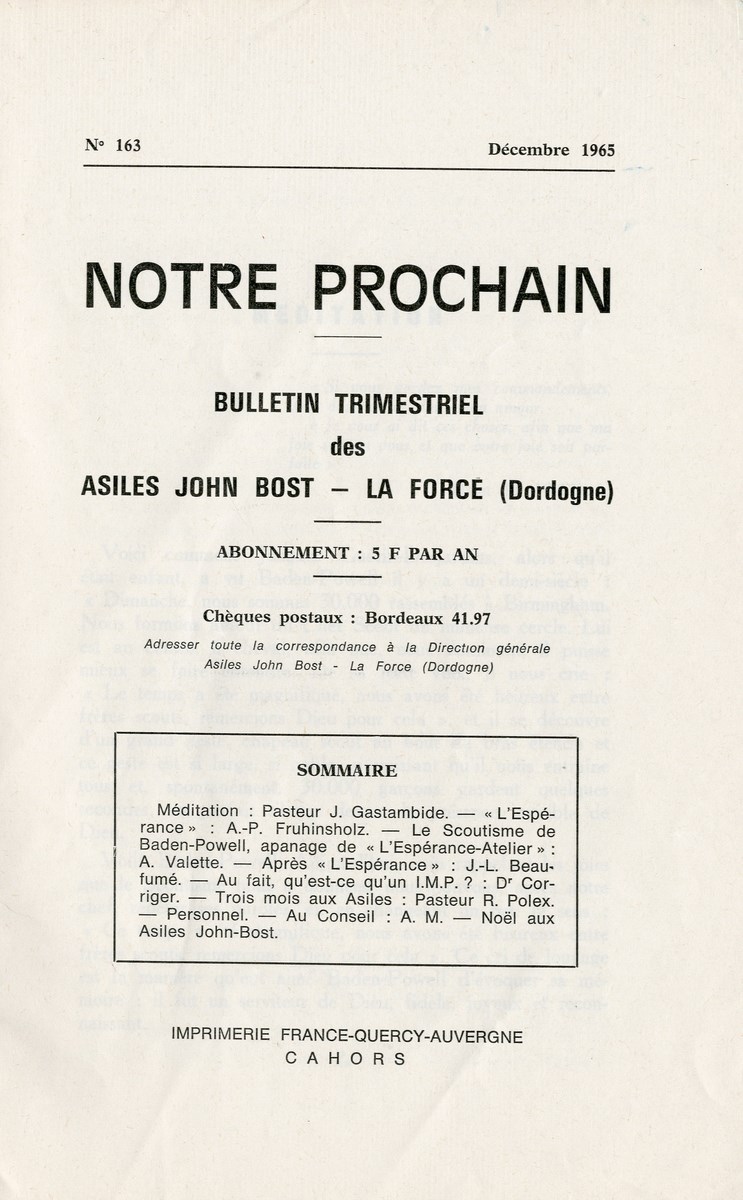 N° 163
Décembre 1965
NOTRE PROCHAIN
BULLETIN TRIMESTRIEL
des
ASILES JOHN BOST – LA FORCE (Dordogne)
ABONNEMENT : 5 F PAR AN
Chèques postaux : Bordeaux 41.97
Adresser toute la correspondance à la Direction générale
Asiles John Bost - La Force (Dordogne)
SOMMAIRE
Méditation : Pasteur J. Gastambide. — « L'Espé-
rance » : A.-P. Fruhinsholz. — Le Scoutisme de
Baden-Powell, apanage de « L'Espérance-Atelier » :
A. Valette. — Après « L'Espérance » : J.-L. Beau-
fumé. — Au fait, qu'est-ce qu'un I.M.P. ? : Dr Cor-
riger. — Trois mois aux Asiles : Pasteur R. Polex.
— Personnel. — Au Conseil : A. M. — Noël aux
Asiles John-Bost.
IMPRIMERIE FRANCE-QUERCY-AUVERGNE
CAHORS